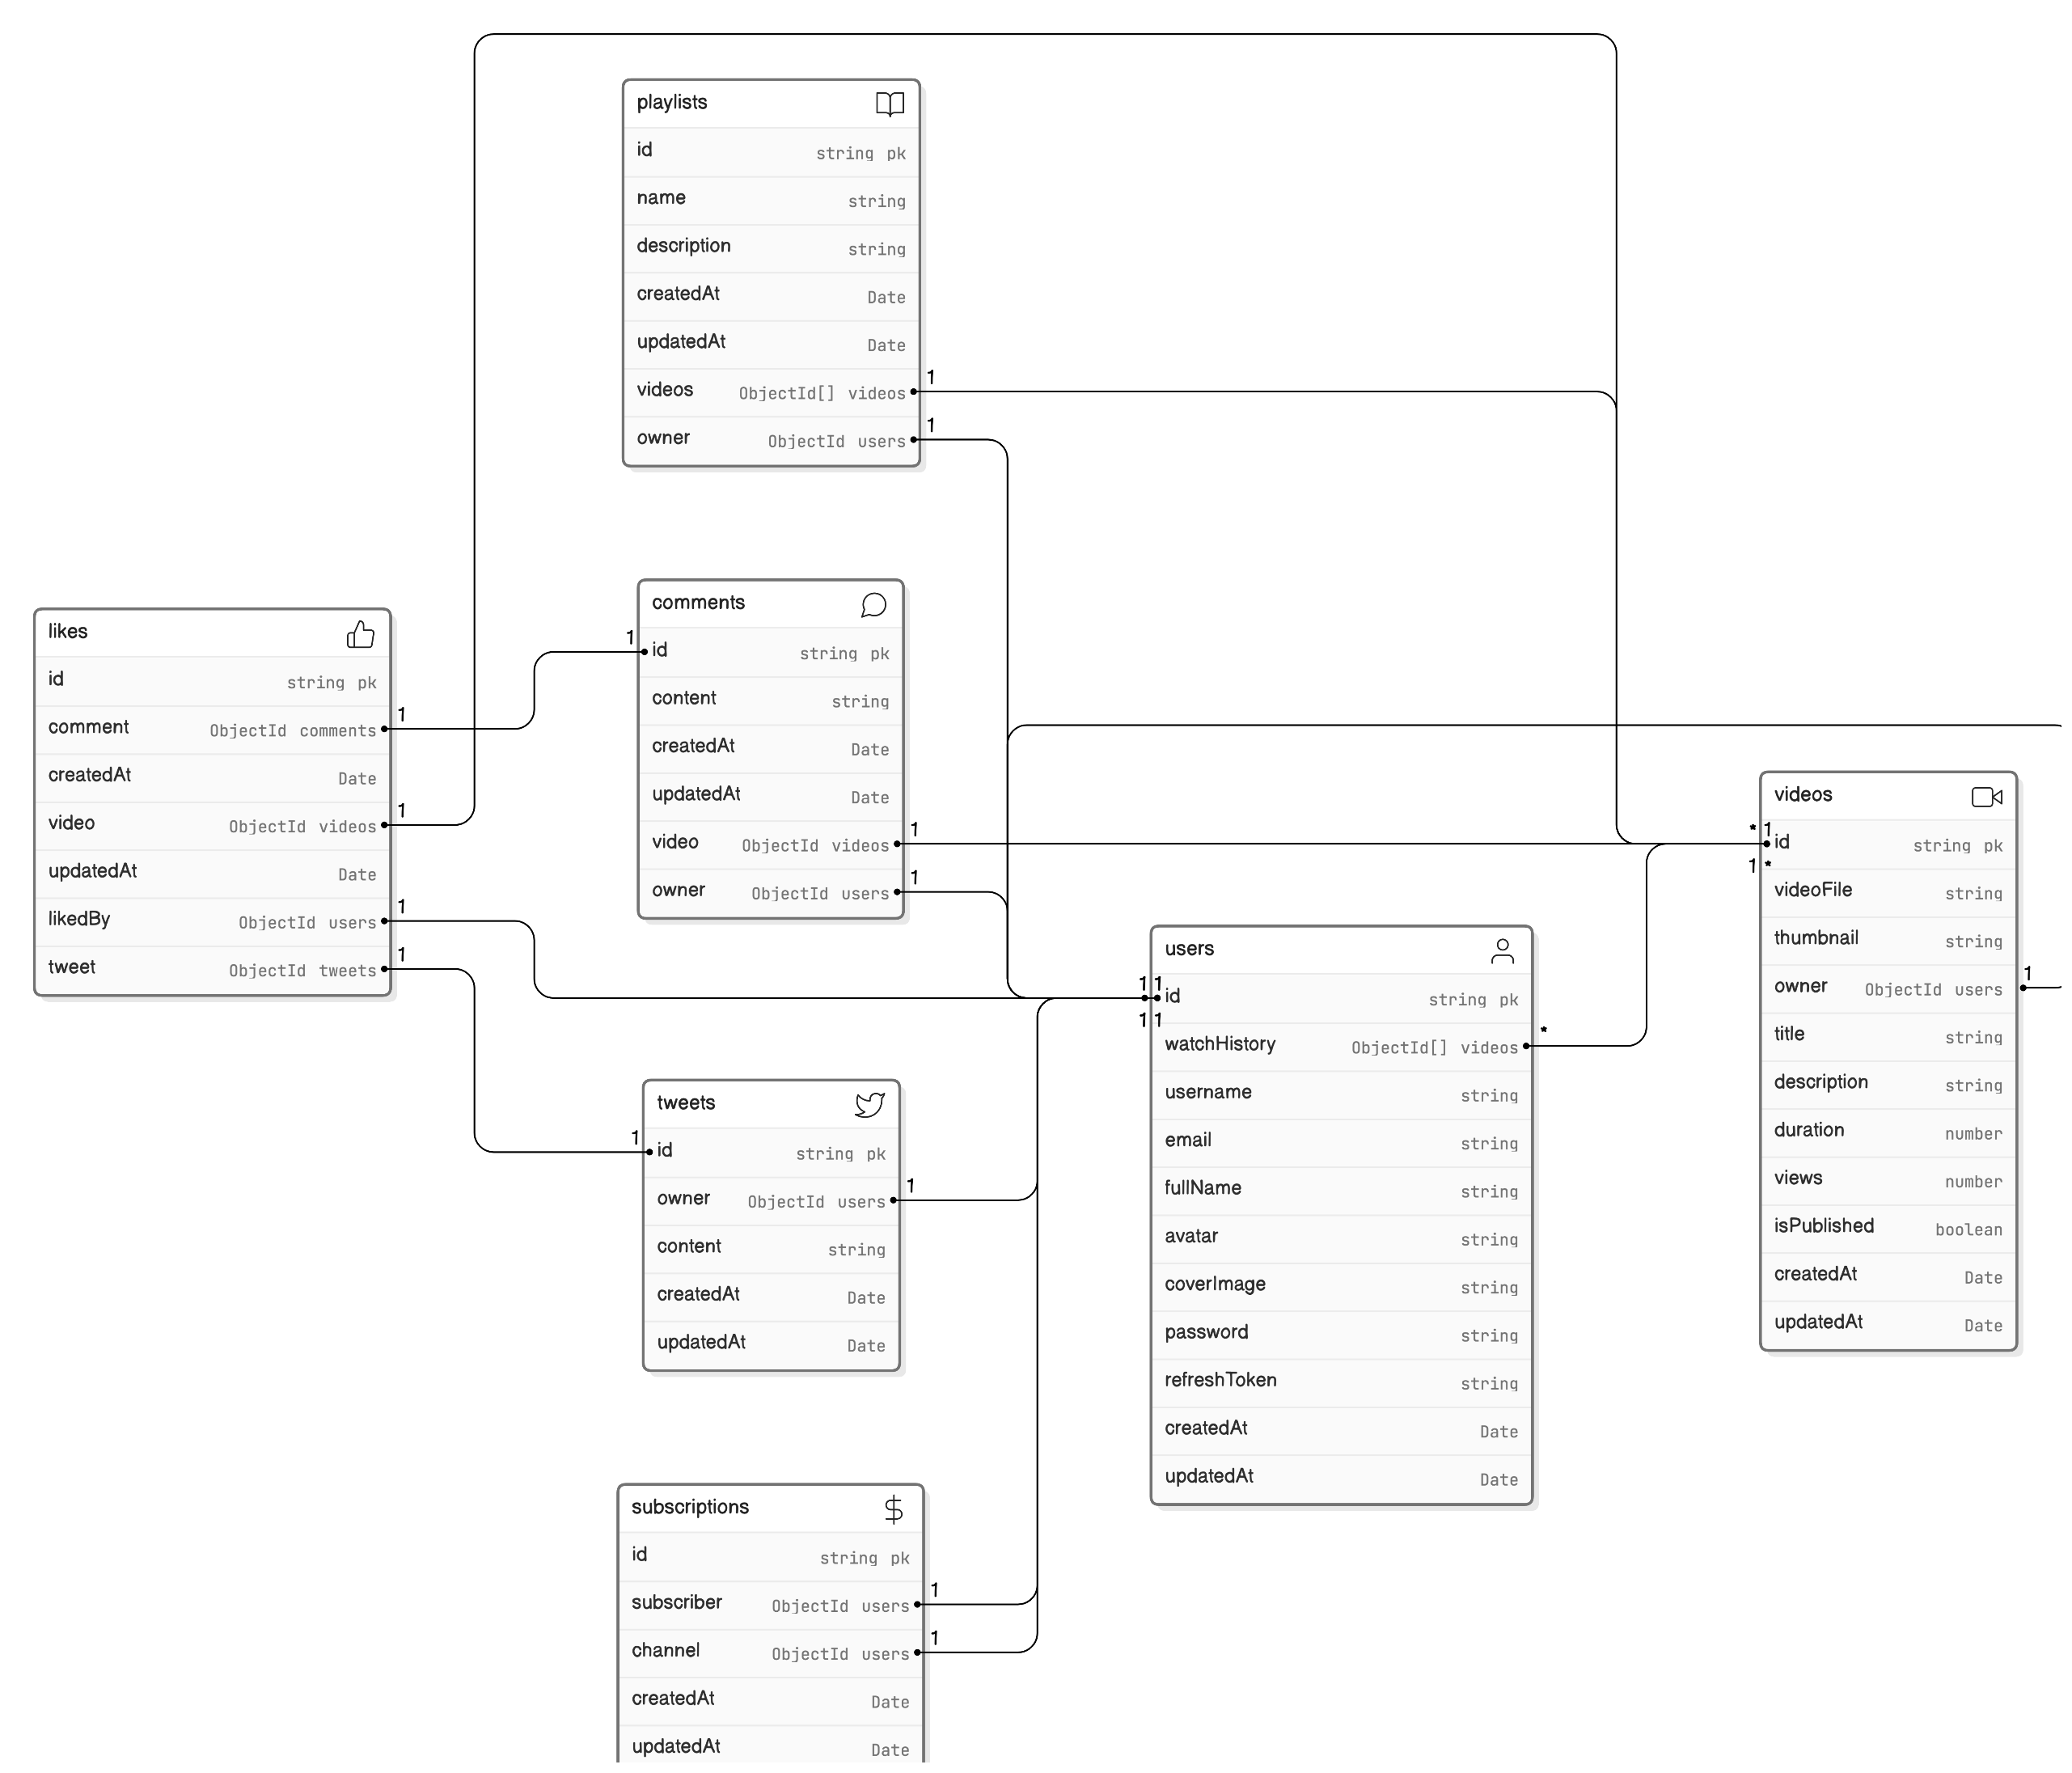 playlists
id string pk
name string
description string
createdAt Date
updatedAt Date
videos ObjectId[] videos 1
owner ObjectId users 1
comments
1 id string pk
content string
createdAt Date
updatedAt Date
video ObjectId videos 1
owner ObjectId users 1
likes
id string pk
comment ObjectId comments 1
createdAt Date
video ObjectId videos 1
updatedAt Date
likedBy ObjectId users 1
tweet ObjectId tweets 1
tweets
1 id string pk
owner ObjectId users 1
content string
createdAt Date
updatedAt Date
subscriptions
id string pk
subscriber ObjectId users 1
channel ObjectId users 1
createdAt Date
updatedAt Date
users
1 1
id string pk
1 1
watchHistory ObjectId[] videos *
username string
email string
fullName string
avatar string
coverImage string
password string
refreshToken string
createdAt Date
updatedAt Date
videos
* 1
id string pk
1 *
videoFile string
thumbnail string
owner ObjectId users 1
title string
description string
duration number
views number
isPublished boolean
createdAt Date
updatedAt Date